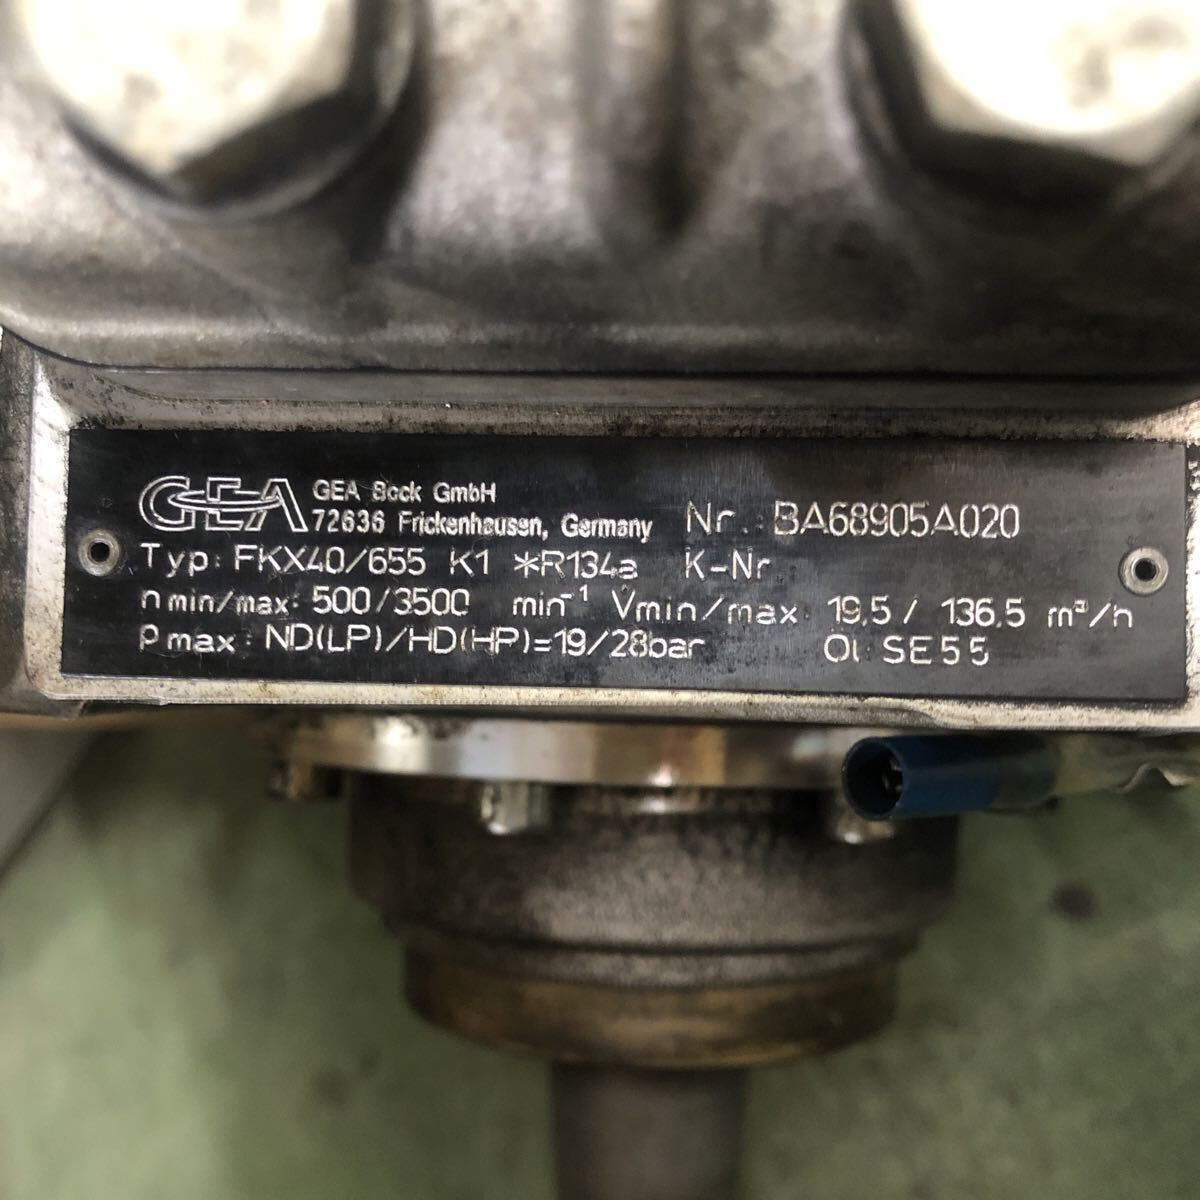 GEA GEA Bock GmbH
72636 Frickenhausen, Germany Nr.: BA68905A020
Typ: FKX40/655 K1 *R134a K-Nr
n min/max: 500/3500 min-¹ V̇min/max: 19,5 / 136,5 m³/h
p max: ND(LP)/HD(HP)=19/28bar Öl: SE55